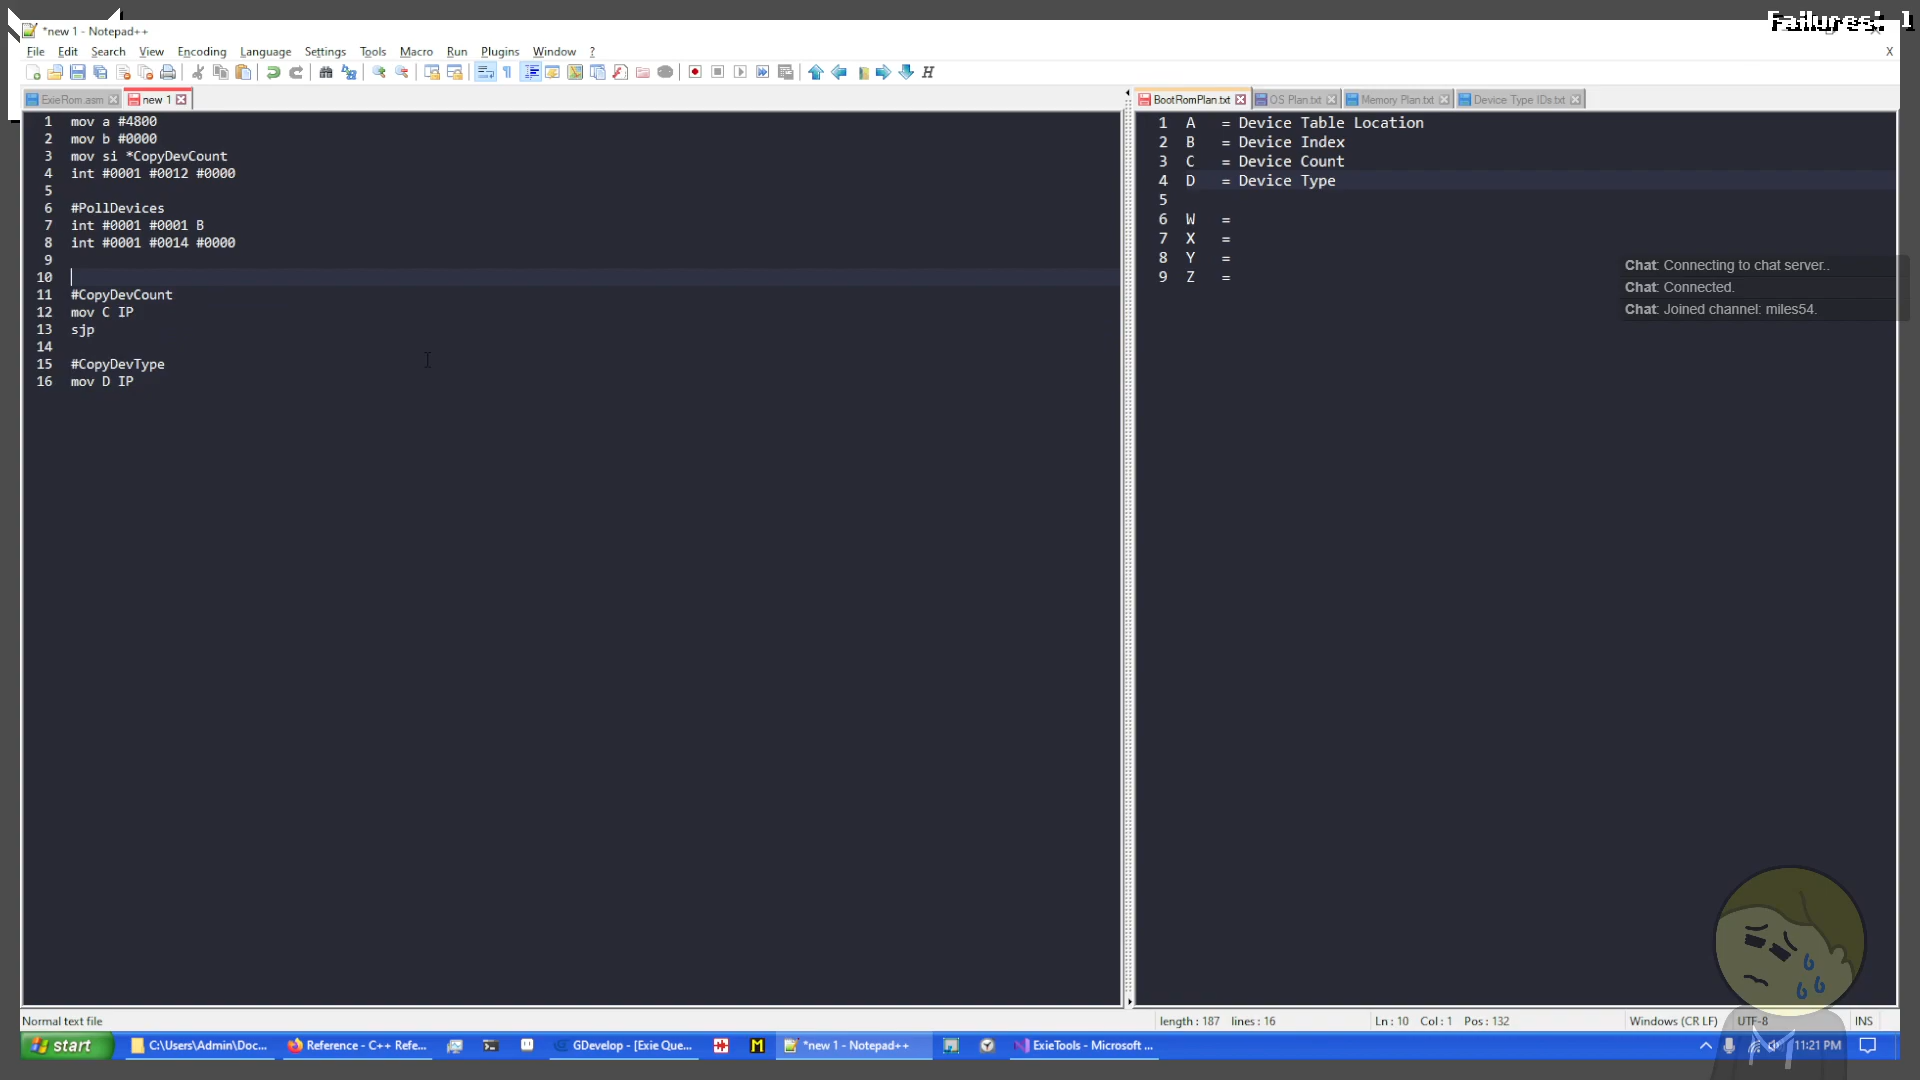 Failures: 1
*new 1 - Notepad++
File Edit Search View Encoding Language Settings Tools Macro Run Plugins Window ? X
ExieRom.asm new 1
BootRomPlan.txt OS Plan.txt Memory Plan.txt Device Type IDs.txt
1 mov a #4800
2 mov b #0000
3 mov si *CopyDevCount
4 int #0001 #0012 #0000
5
6 #PollDevices
7 int #0001 #0001 B
8 int #0001 #0014 #0000
9
10
11 #CopyDevCount
12 mov C IP
13 sjp
14
15 #CopyDevType
16 mov D IP
1 A = Device Table Location
2 B = Device Index
3 C = Device Count
4 D = Device Type
5
6 W =
7 X =
8 Y =
9 Z =
Chat: Connecting to chat server..
Chat: Connected.
Chat: Joined channel: miles54.
Normal text file length : 187 lines : 16 Ln : 10 Col : 1 Pos : 132 Windows (CR LF) UTF-8 INS
start C:\Users\Admin\Doc... Reference - C++ Refe... GDevelop - [Exie Que... *new 1 - Notepad++ ExieTools - Microsoft ... 11:21 PM